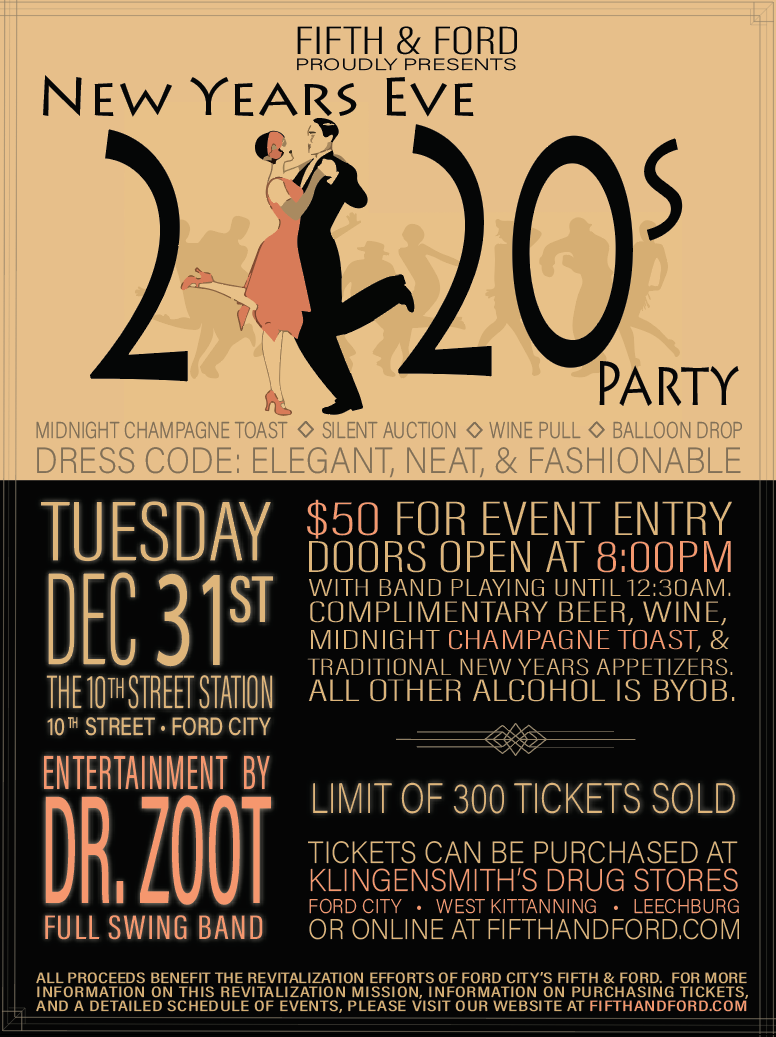 FIFTH & FORD
PROUDLY PRESENTS
NEW YEARS EVE
2 20s
PARTY
MIDNIGHT CHAMPAGNE TOAST ◇ SILENT AUCTION ◇ WINE PULL ◇ BALLOON DROP
DRESS CODE: ELEGANT, NEAT, & FASHIONABLE
TUESDAY
DEC 31ST
THE 10TH STREET STATION
10TH STREET • FORD CITY
ENTERTAINMENT BY
DR. ZOOT
FULL SWING BAND
$50 FOR EVENT ENTRY
DOORS OPEN AT 8:00PM
WITH BAND PLAYING UNTIL 12:30AM.
COMPLIMENTARY BEER, WINE,
MIDNIGHT CHAMPAGNE TOAST, &
TRADITIONAL NEW YEARS APPETIZERS.
ALL OTHER ALCOHOL IS BYOB.
LIMIT OF 300 TICKETS SOLD
TICKETS CAN BE PURCHASED AT
KLINGENSMITH'S DRUG STORES
FORD CITY • WEST KITTANNING • LEECHBURG
OR ONLINE AT FIFTHANDFORD.COM
ALL PROCEEDS BENEFIT THE REVITALIZATION EFFORTS OF FORD CITY'S FIFTH & FORD. FOR MORE
INFORMATION ON THIS REVITALIZATION MISSION, INFORMATION ON PURCHASING TICKETS,
AND A DETAILED SCHEDULE OF EVENTS, PLEASE VISIT OUR WEBSITE AT FIFTHANDFORD.COM